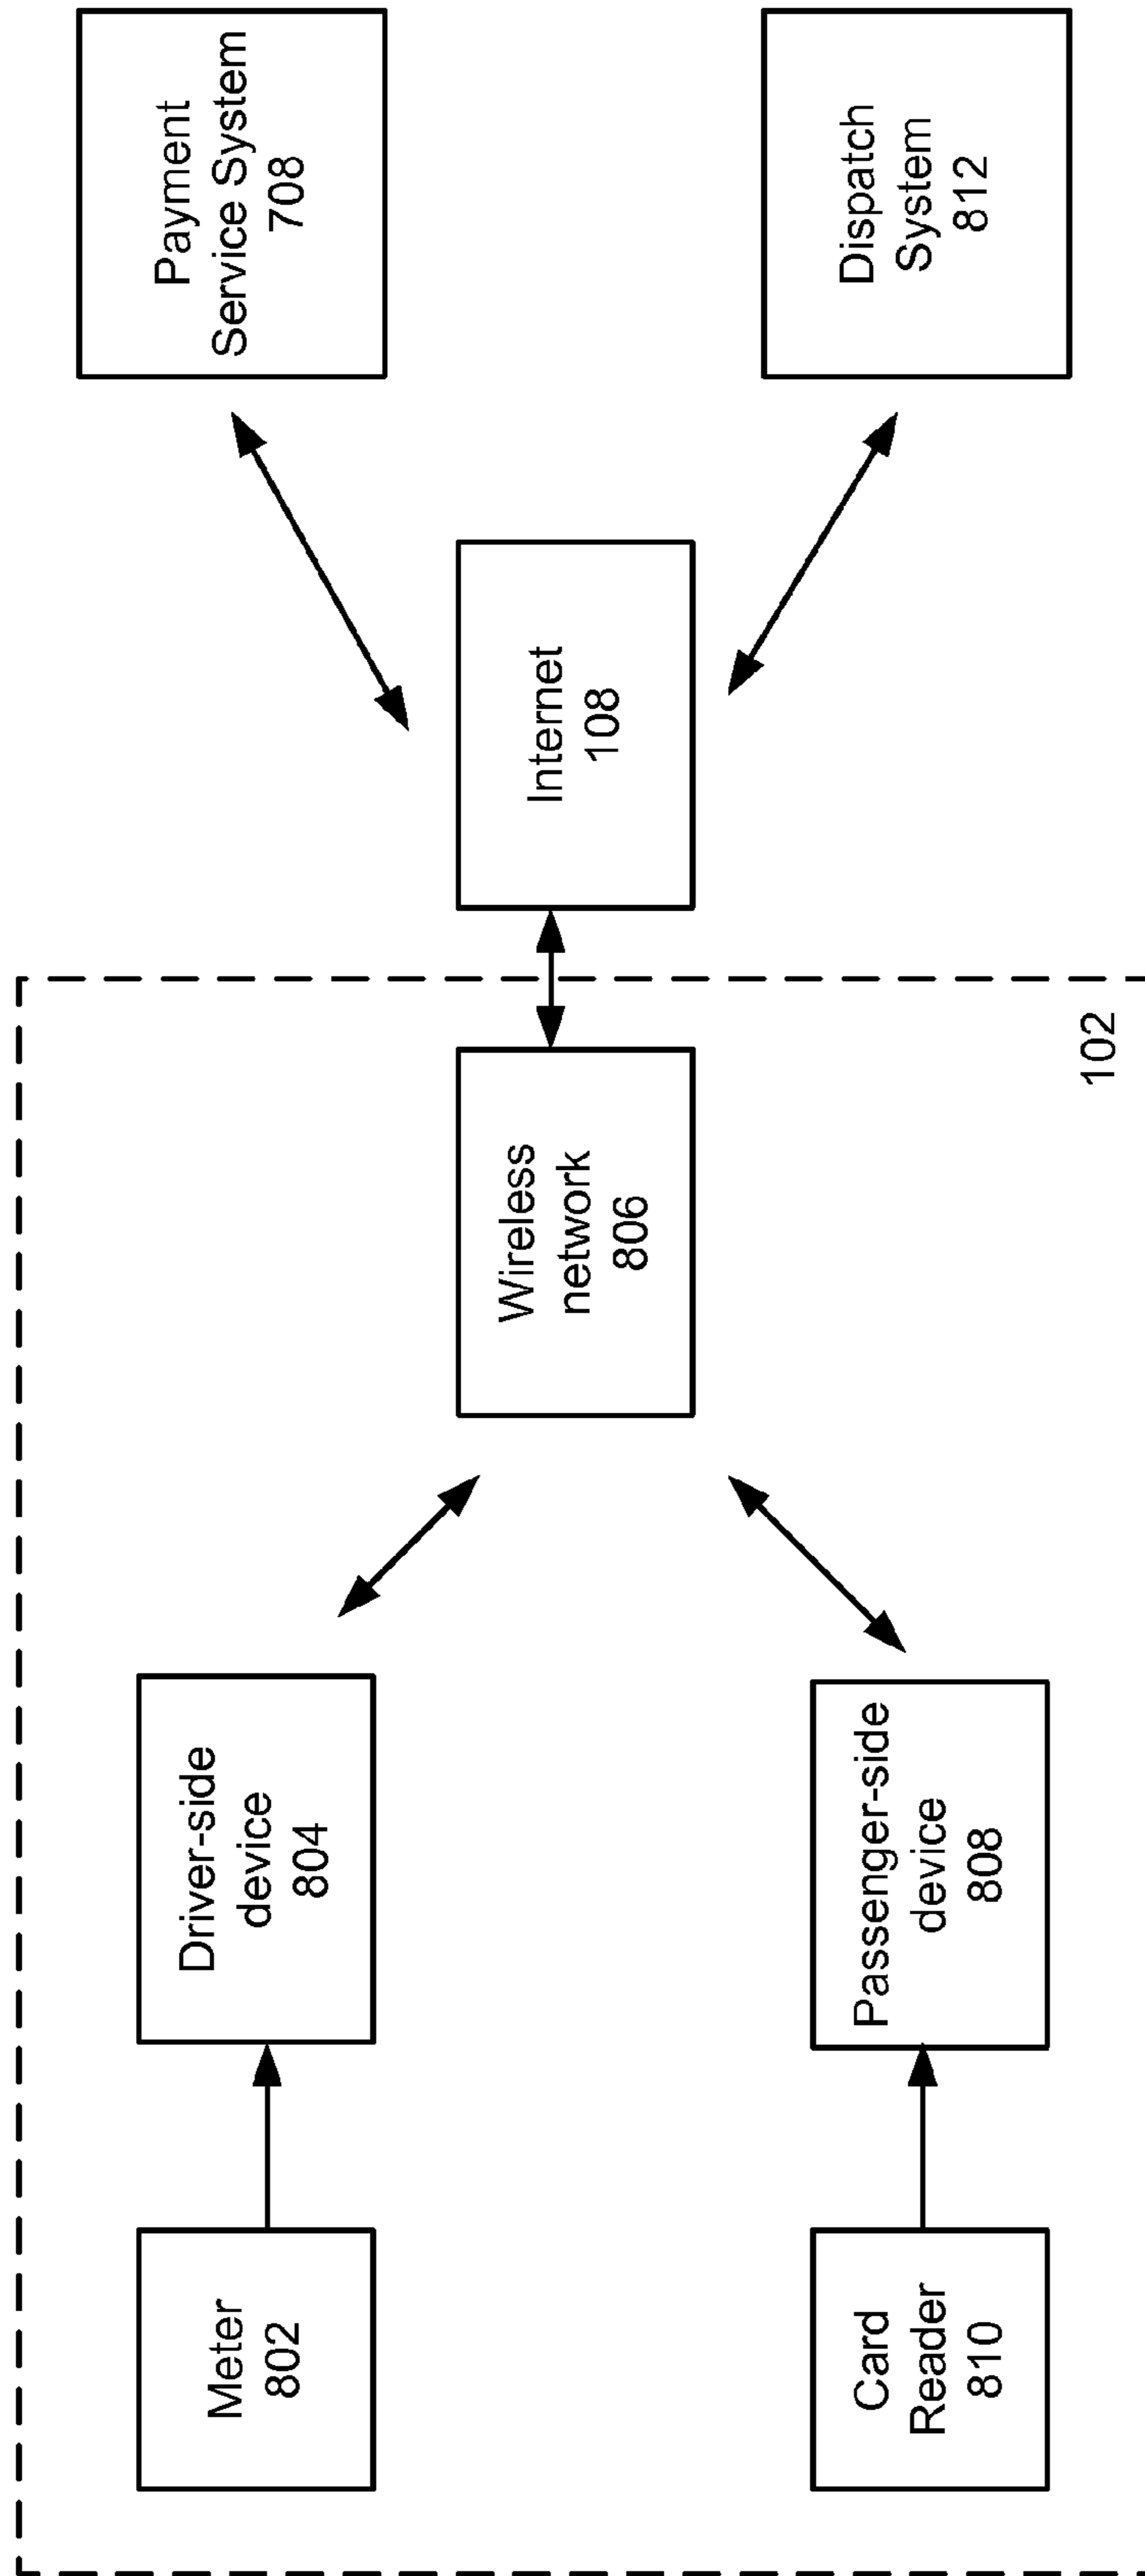 Meter
802
Driver-side
device
804
Wireless
network
806
Internet
108
Payment
Service System
708
Card
Reader
810
Passenger-side
device
808
102
Dispatch
System
812